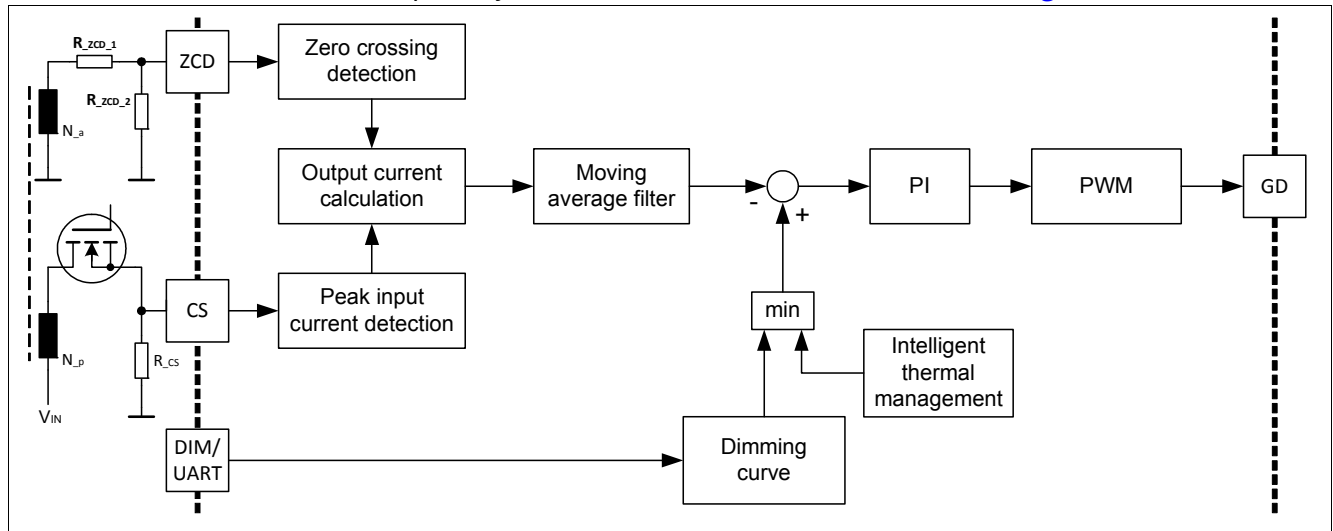 R_ZCD_1
ZCD
Zero crossing
detection
R_ZCD_2
N_a
Output current
calculation
Moving
average filter
-
+
PI
PWM
GD
CS
Peak input
current detection
min
N_p
R_CS
Intelligent
thermal
management
VIN
DIM/
UART
Dimming
curve